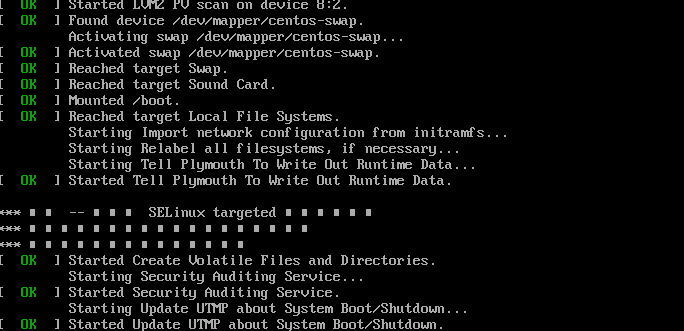 [ OK ] Started LVM2 PV scan on device 8:2.
[ OK ] Found device /dev/mapper/centos-swap.
Activating swap /dev/mapper/centos-swap...
[ OK ] Activated swap /dev/mapper/centos-swap.
[ OK ] Reached target Swap.
[ OK ] Reached target Sound Card.
[ OK ] Mounted /boot.
[ OK ] Reached target Local File Systems.
Starting Import network configuration from initramfs...
Starting Relabel all filesystems, if necessary...
Starting Tell Plymouth To Write Out Runtime Data...
[ OK ] Started Tell Plymouth To Write Out Runtime Data.
*** -- SELinux targeted
***
***
[ OK ] Started Create Volatile Files and Directories.
Starting Security Auditing Service...
[ OK ] Started Security Auditing Service.
Starting Update UTMP about System Boot/Shutdown...
[ OK ] Started Update UTMP about System Boot/Shutdown.